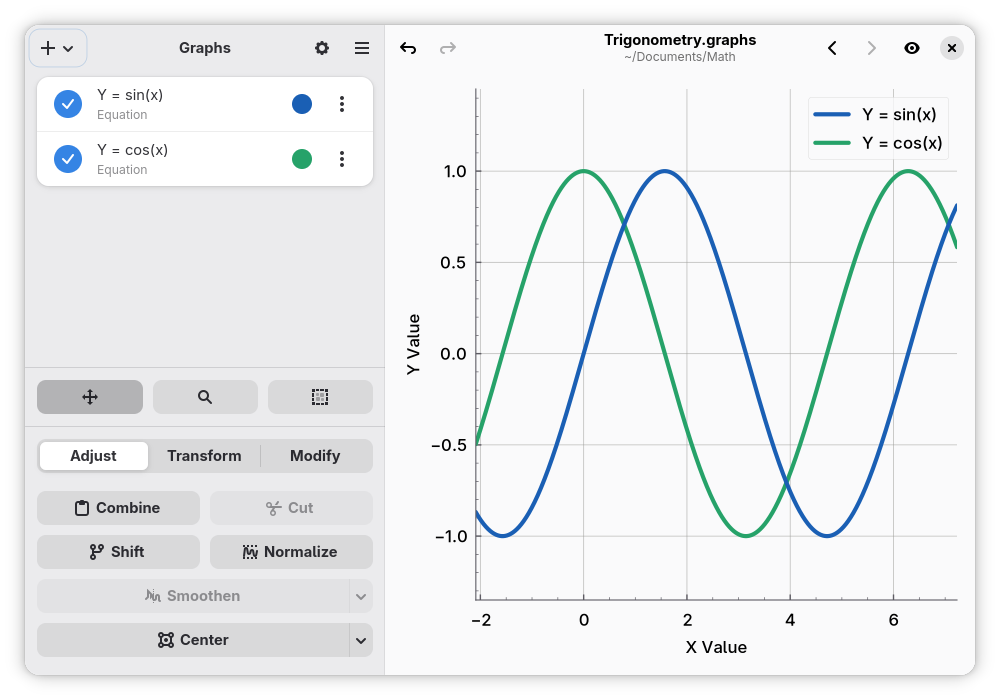 Graphs
Y = sin(x)
Equation
Y = cos(x)
Equation
Adjust
Transform
Modify
Combine
Cut
Shift
Normalize
Smoothen
Center
Trigonometry.graphs
~/Documents/Math
Y = sin(x)
Y = cos(x)
1.0
0.5
0.0
−0.5
−1.0
Y Value
−2 0 2 4 6
X Value